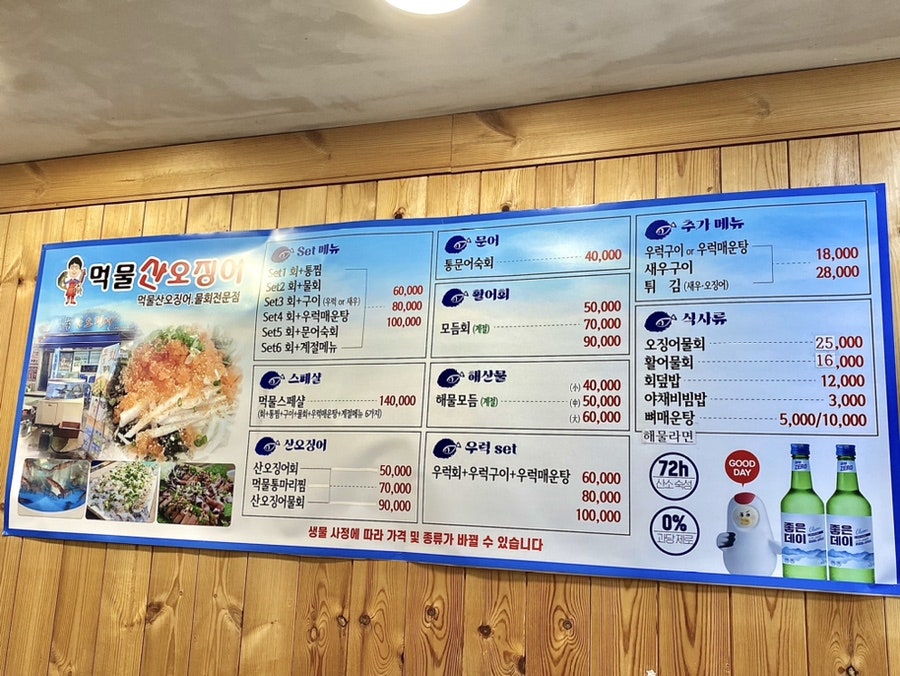 먹물 산오징어
먹물산오징어.물회전문점
Set 메뉴
Set1 회+통찜
Set2 회+물회
Set3 회+구이 (우럭 or 새우)
Set4 회+우럭매운탕
Set5 회+문어숙회
Set6 회+계절메뉴
60,000
80,000
100,000
스페샬
먹물스페샬 140,000
(회+통찜+구이+물회+우럭매운탕+계절메뉴 6가지)
산오징어
산오징어회 50,000
먹물통마리찜 70,000
산오징어물회 90,000
문어
통문어숙회 40,000
활어회
모듬회 (계절)
50,000
70,000
90,000
해산물
해물모듬 (계절)
(小) 40,000
(中) 50,000
(大) 60,000
우럭 set
우럭회+우럭구이+우럭매운탕 60,000
80,000
100,000
추가 메뉴
우럭구이 or 우럭매운탕
새우구이
튀 김 (새우·오징어)
18,000
28,000
식사류
오징어물회 25,000
활어물회 16,000
회덮밥 12,000
야채비빔밥 3,000
뼈매운탕 5,000/10,000
해물라면
72h
산소 숙성
0%
과당 제로
GOOD
DAY
ZERO
좋은
데이
ZERO
좋은
데이
생물 사정에 따라 가격 및 종류가 바뀔 수 있습니다